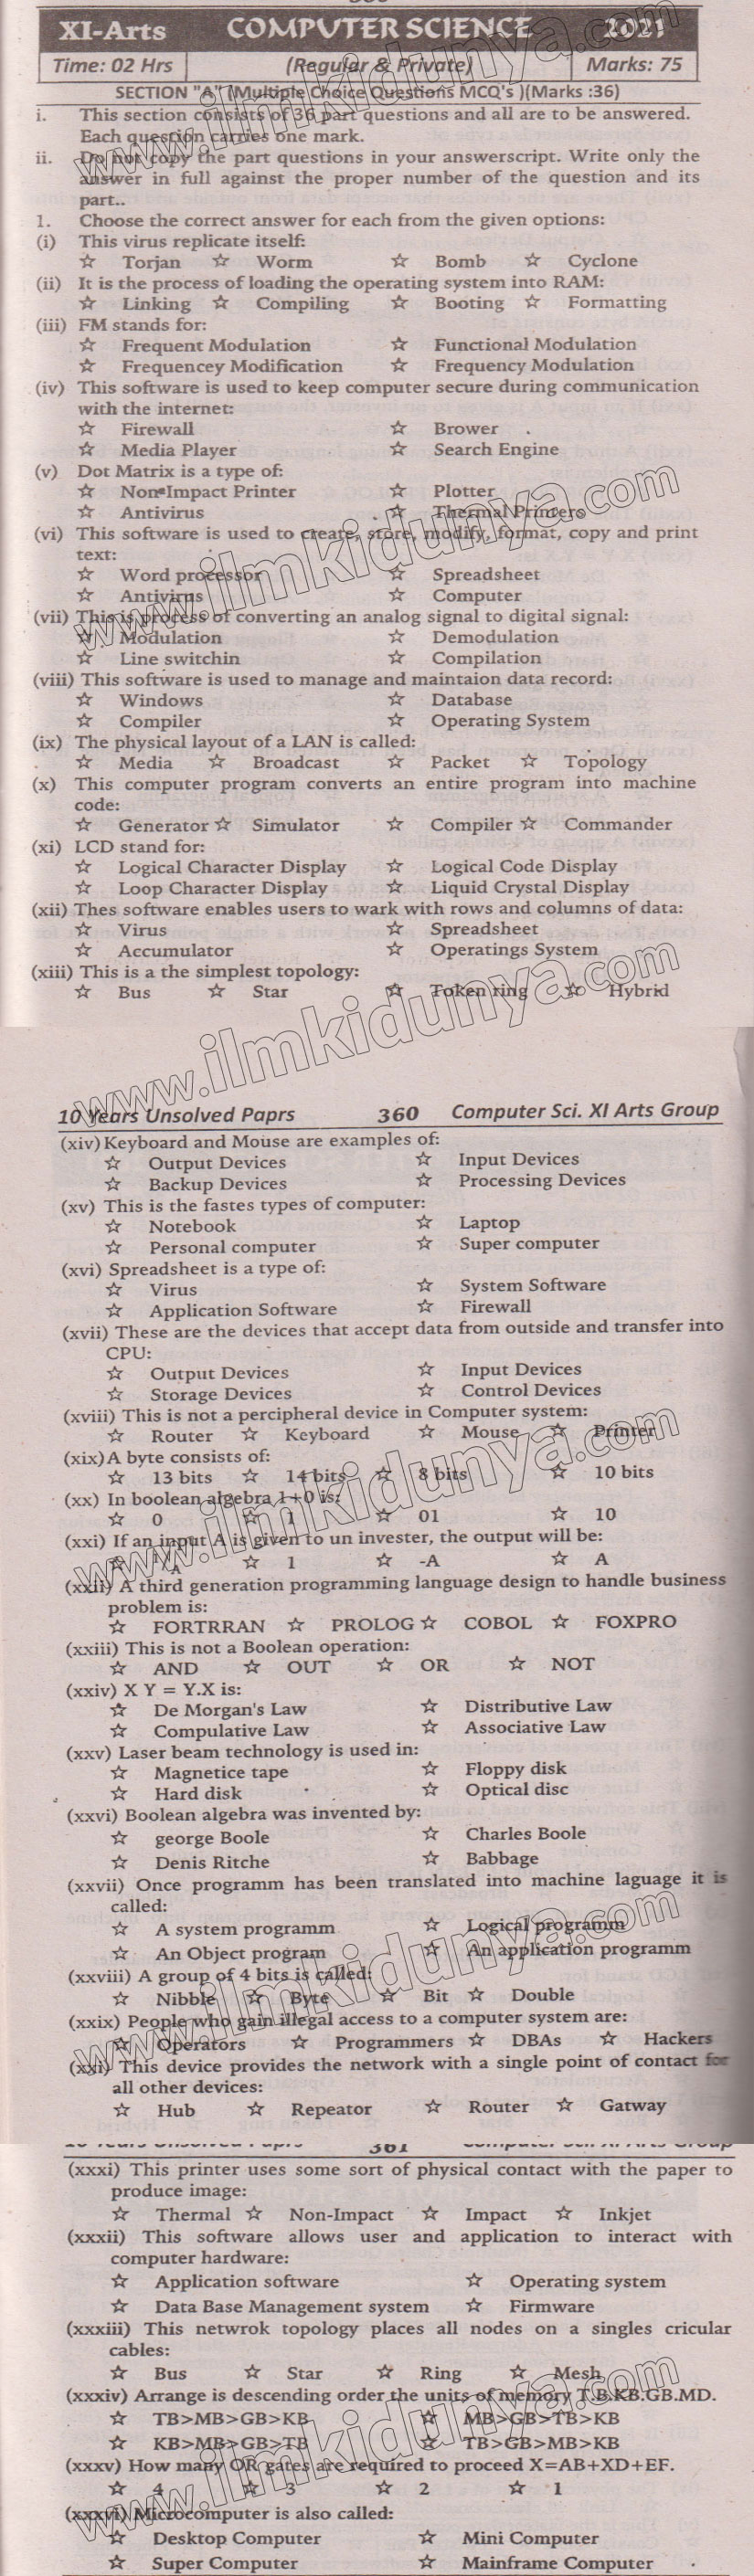 XI-Arts COMPUTER SCIENCE 2021
Time: 02 Hrs (Regular & Private) Marks: 75
SECTION "A" (Multiple Choice Questions MCQ's )(Marks :36)
i. This section consists of 36 part questions and all are to be answered.
Each question carries one mark.
ii. Do not copy the part questions in your answerscript. Write only the
answer in full against the proper number of the question and its
part..
1. Choose the correct answer for each from the given options:
(i) This virus replicate itself:
☆ Torjan ☆ Worm ☆ Bomb ☆ Cyclone
(ii) It is the process of loading the operating system into RAM:
☆ Linking ☆ Compiling ☆ Booting ☆ Formatting
(iii) FM stands for:
☆ Frequent Modulation ☆ Functional Modulation
☆ Frequencey Modification ☆ Frequency Modulation
(iv) This software is used to keep computer secure during communication
with the internet:
☆ Firewall ☆ Brower .
☆ Media Player ☆ Search Engine
(v) Dot Matrix is a type of:
☆ Non-Impact Printer ☆ Plotter
☆ Antivirus ☆ Thermal Printers
(vi) This software is used to create, store, modify, format, copy and print
text:
☆ Word processor ☆ Spreadsheet
☆ Antivirus ☆ Computer
(vii) This is process of converting an analog signal to digital signal:
☆ Modulation ☆ Demodulation
☆ Line switchin ☆ Compilation
(viii) This software is used to manage and maintaion data record:
☆ Windows ☆ Database
☆ Compiler ☆ Operating System
(ix) The physical layout of a LAN is called:
☆ Media ☆ Broadcast ☆ Packet ☆ Topology
(x) This computer program converts an entire program into machine
code:
☆ Generator ☆ Simulator ☆ Compiler ☆ Commander
(xi) LCD stand for:
☆ Logical Character Display ☆ Logical Code Display
☆ Loop Character Display ☆ Liquid Crystal Display
(xii) Thes software enables users to wark with rows and columns of data:
☆ Virus ☆ Spreadsheet
☆ Accumulator ☆ Operatings System
(xiii) This is a the simplest topology:
☆ Bus ☆ Star ☆ Token ring ☆ Hybrid
www.ilmkidunya.com
10 Years Unsolved Paprs 360 Computer Sci. XI Arts Group
(xiv) Keyboard and Mouse are examples of:
☆ Output Devices ☆ Input Devices
☆ Backup Devices ☆ Processing Devices
(xv) This is the fastes types of computer:
☆ Notebook ☆ Laptop
☆ Personal computer ☆ Super computer
(xvi) Spreadsheet is a type of:
☆ Virus ☆ System Software
☆ Application Software ☆ Firewall
(xvii) These are the devices that accept data from outside and transfer into
CPU:
☆ Output Devices ☆ Input Devices
☆ Storage Devices ☆ Control Devices
(xviii) This is not a percipheral device in Computer system:
☆ Router ☆ Keyboard ☆ Mouse ☆ Printer
(xix) A byte consists of:
☆ 13 bits ☆ 14 bits ☆ 8 bits ☆ 10 bits
(xx) In boolean algebra 1+0 is:
☆ 0 ☆ 1 ☆ 01 ☆ 10
(xxi) If an input A is given to un invester, the output will be:
☆ 1/A ☆ 1 ☆ -A ☆ A
(xxii) A third generation programming language design to handle business
problem is:
☆ FORTRRAN ☆ PROLOG ☆ COBOL ☆ FOXPRO
(xxiii) This is not a Boolean operation:
☆ AND ☆ OUT ☆ OR ☆ NOT
(xxiv) X Y = Y.X is:
☆ De Morgan's Law ☆ Distributive Law
☆ Compulative Law ☆ Associative Law
(xxv) Laser beam technology is used in:
☆ Magnetice tape ☆ Floppy disk
☆ Hard disk ☆ Optical disc
(xxvi) Boolean algebra was invented by:
☆ george Boole ☆ Charles Boole
☆ Denis Ritche ☆ Babbage
(xxvii) Once programm has been translated into machine laguage it is
called:
☆ A system programm ☆ Logical programm
☆ An Object program ☆ An application programm
(xxviii) A group of 4 bits is called:
☆ Nibble ☆ Byte ☆ Bit ☆ Double
(xxix) People who gain illegal access to a computer system are:
☆ Operators ☆ Programmers ☆ DBAs ☆ Hackers
(xxi) This device provides the network with a single point of contact for
all other devices:
☆ Hub ☆ Repeator ☆ Router ☆ Gatway
10 Years Unsolved Paprs 361 Computer Sci. XI Arts Group
(xxxi) This printer uses some sort of physical contact with the paper to
produce image:
☆ Thermal ☆ Non-Impact ☆ Impact ☆ Inkjet
(xxxii) This software allows user and application to interact with
computer hardware:
☆ Application software ☆ Operating system
☆ Data Base Management system ☆ Firmware
(xxxiii) This netwrok topology places all nodes on a singles cricular
cables:
☆ Bus ☆ Star ☆ Ring ☆ Mesh
(xxxiv) Arrange is descending order the units of memory T.B.KB.GB.MD.
☆ TB>MB>GB>KB ☆ MB>GB>TB>KB
☆ KB>MB>GB>TB ☆ TB>GB>MB>KB
(xxxv) How many OR gates are required to proceed X=AB+XD+EF.
☆ 4 ☆ 3 ☆ 2 ☆ 1
(xxxvi) Microcomputer is also called:
☆ Desktop Computer ☆ Mini Computer
☆ Super Computer ☆ Mainframe Computer